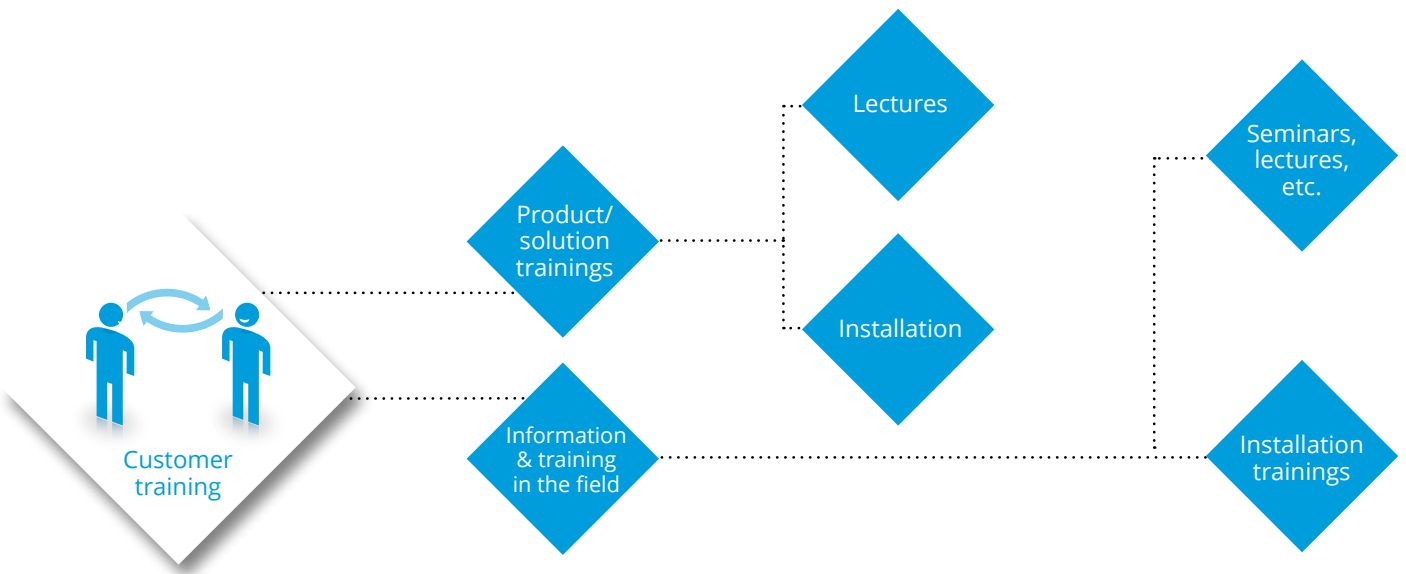 Customer
training
Product/
solution
trainings
Information
& training
in the field
Lectures
Installation
Seminars,
lectures,
etc.
Installation
trainings